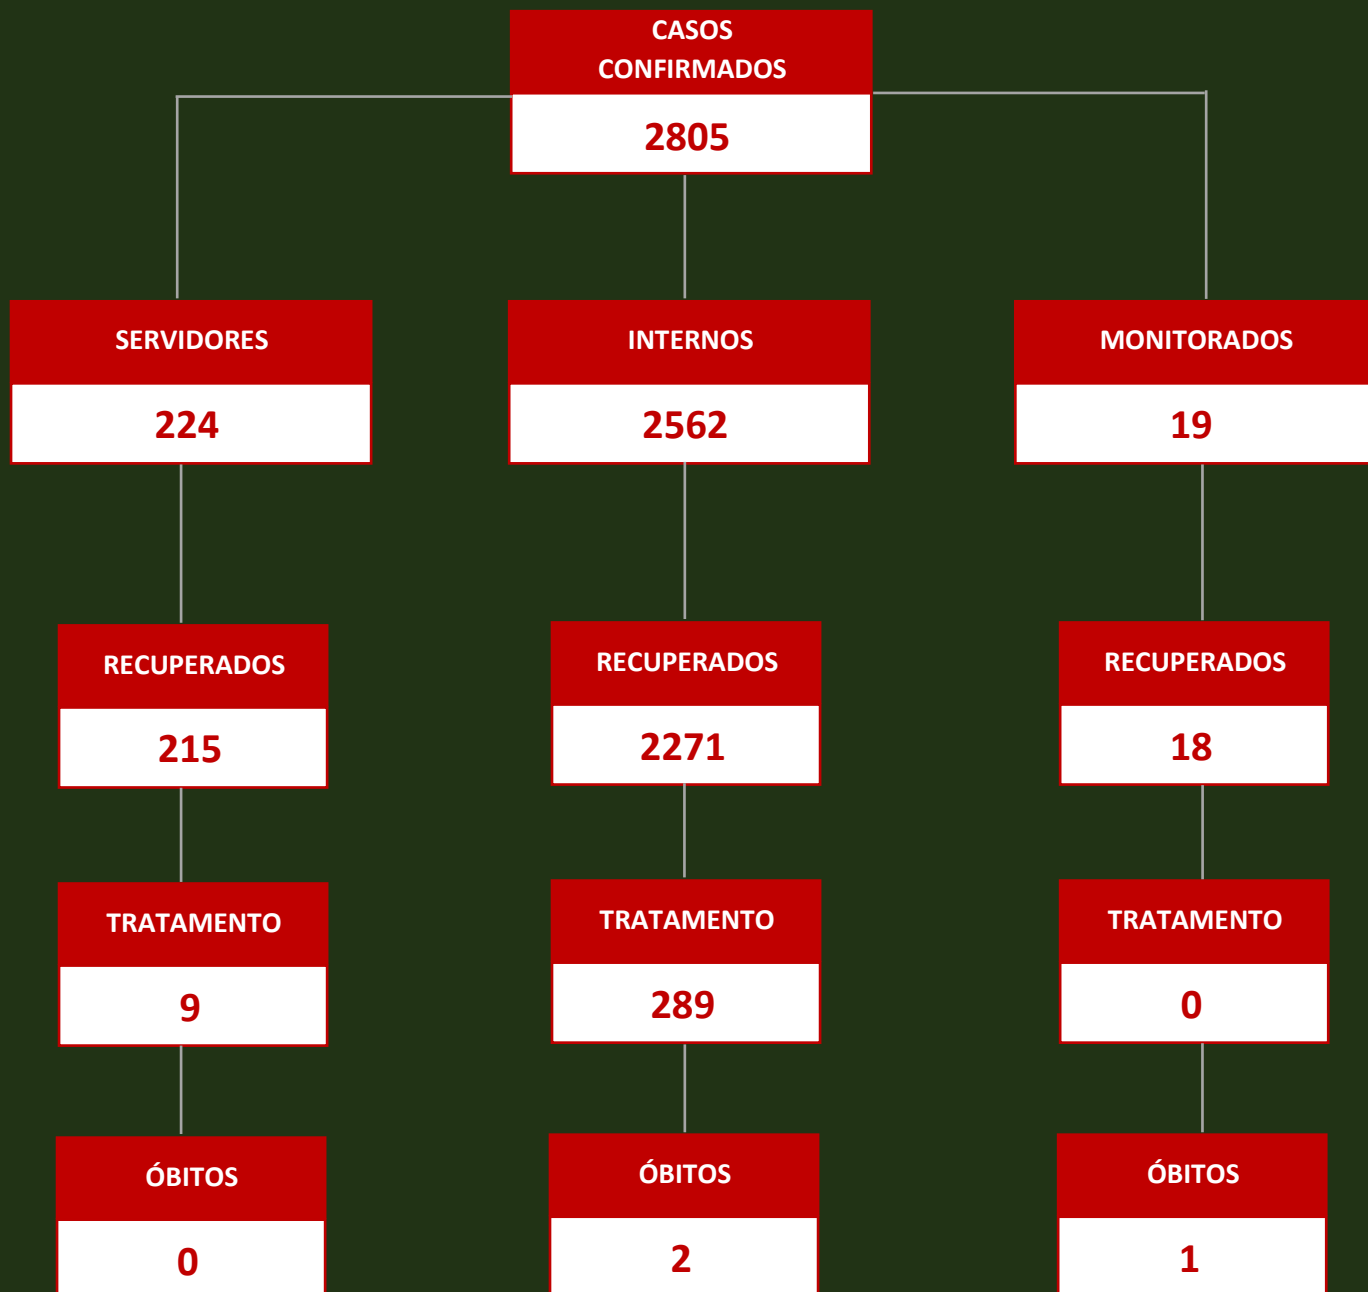 CASOS
CONFIRMADOS
2805
SERVIDORES
224
INTERNOS
2562
MONITORADOS
19
RECUPERADOS
215
RECUPERADOS
2271
RECUPERADOS
18
TRATAMENTO
9
TRATAMENTO
289
TRATAMENTO
0
ÓBITOS
0
ÓBITOS
2
ÓBITOS
1